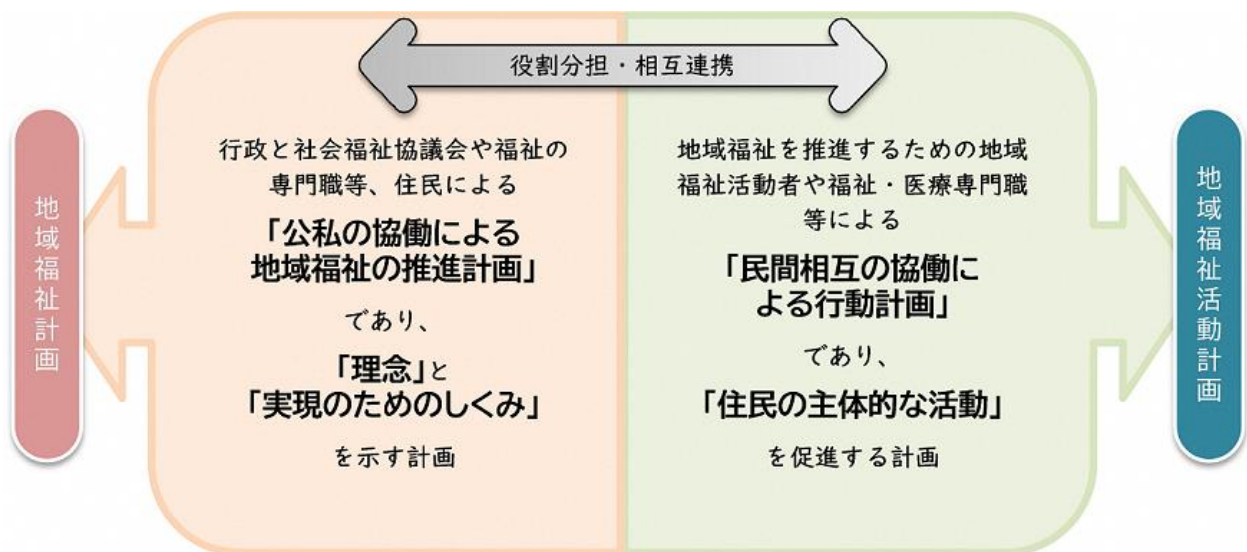 役割分担・相互連携
地域福祉計画
行政と社会福祉協議会や福祉の
専門職等、住民による
「公私の協働による
地域福祉の推進計画」
であり、
「理念」と
「実現のためのしくみ」
を示す計画
地域福祉を推進するための地域
福祉活動者や福祉・医療専門職
等による
「民間相互の協働に
よる行動計画」
であり、
「住民の主体的な活動」
を促進する計画
地域福祉活動計画